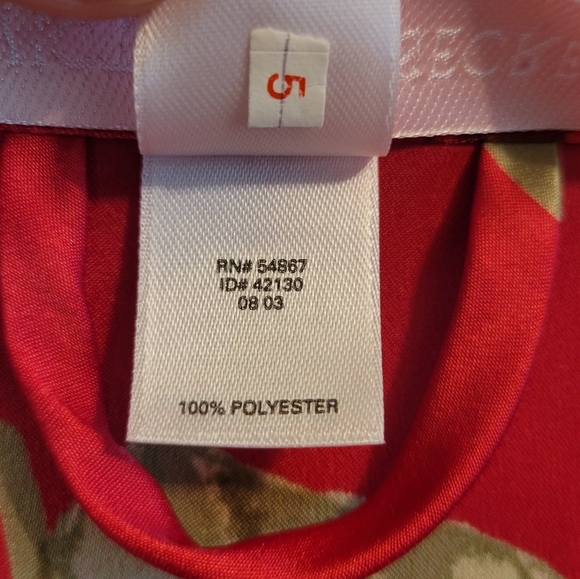 5
RN# 54867
ID# 42130
08 03
100% POLYESTER